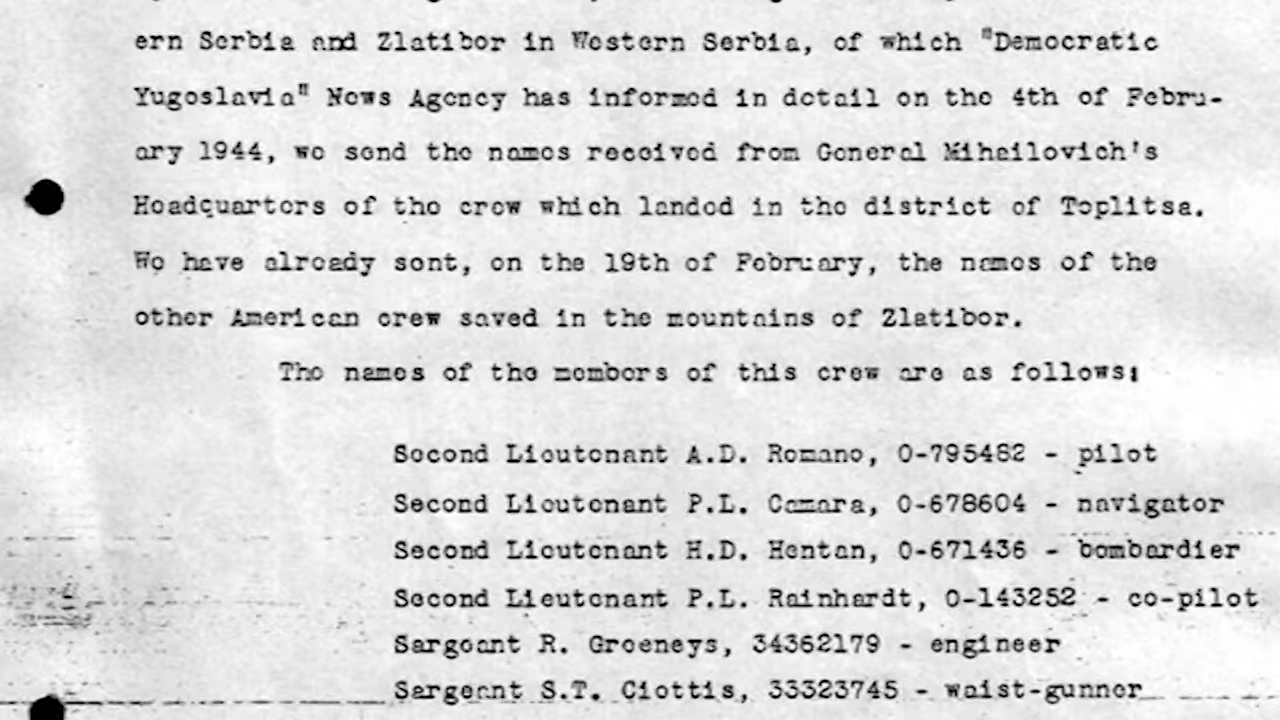 ern Serbia and Zlatibor in Western Serbia, of which "Democratic
Yugoslavia" News Agency has informed in detail on the 4th of Febru-
ary 1944, we send the names received from General Mihailovich's
Headquarters of the crew which landed in the district of Toplitsa.
We have already sent, on the 19th of February, the names of the
other American crew saved in the mountains of Zlatibor.
The names of the members of this crew are as follows:
Second Lieutenant A.D. Romano, 0-795482 - pilot
Second Lieutenant P.L. Camara, 0-678604 - navigator
Second Lieutenant H.D. Hentan, 0-671436 - bombardier
Second Lieutenant P.L. Rainhardt, 0-143252 - co-pilot
Sargeant R. Groeneys, 34362179 - engineer
Sargeant S.T. Ciottis, 33323745 - waist-gunner